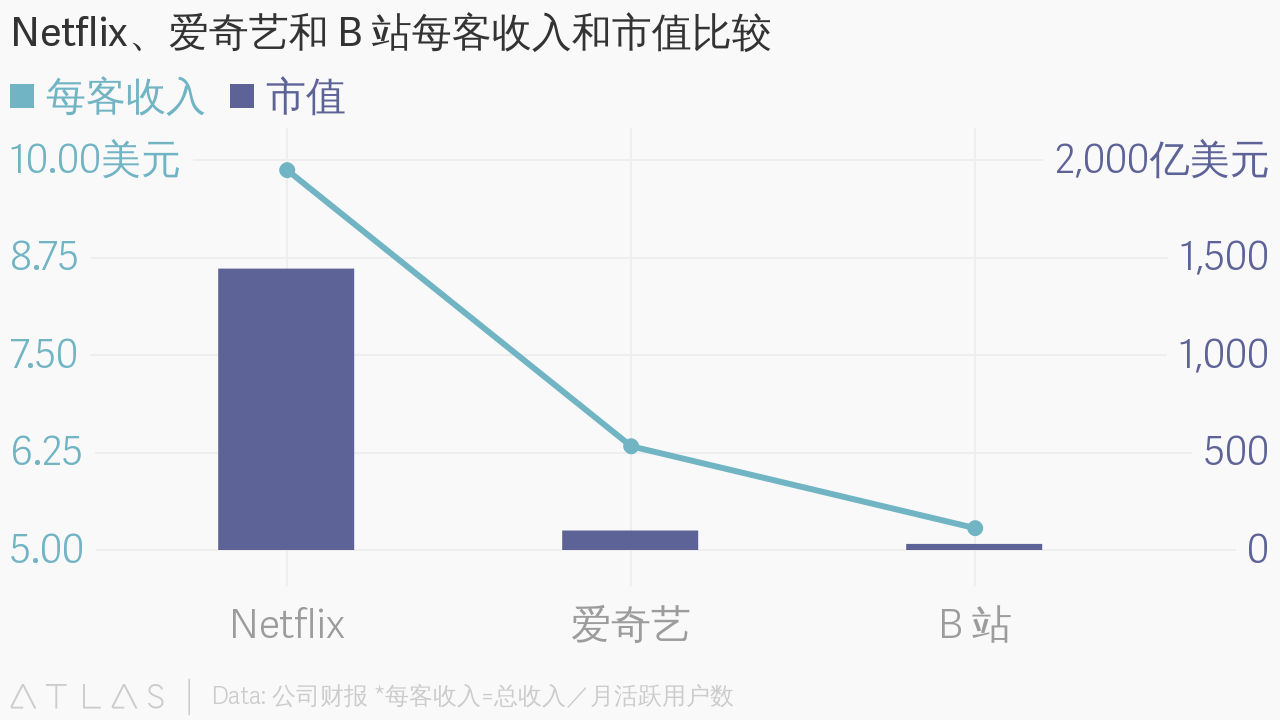 Netflix、爱奇艺和 B 站每客收入和市值比较
每客收入 市值
10.00美元 2,000亿美元
8.75 1,500
7.50 1,000
6.25 500
5.00 0
Netflix 爱奇艺 B 站
ATLAS | Data: 公司财报 *每客收入=总收入／月活跃用户数